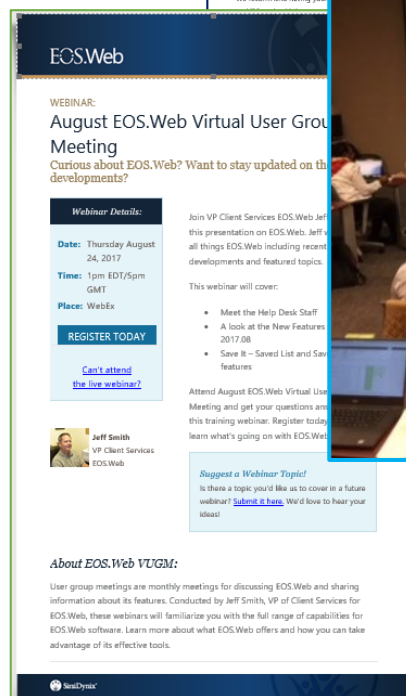 EOS.Web
WEBINAR:
August EOS.Web Virtual User Grou
Meeting
Curious about EOS.Web? Want to stay updated on th
developments?
Webinar Details:
Date: Thursday August
24, 2017
Time: 1pm EDT/5pm
GMT
Place: WebEx
REGISTER TODAY
Can't attend
the live webinar?
Jeff Smith
VP Client Services
EOS.Web
Join VP Client Services EOS.Web Jef
this presentation on EOS.Web. Jeff
all things EOS.Web including recent
developments and featured topics.
This webinar will cover:
• Meet the Help Desk Staff
• A look at the New Features
2017.08
• Save It – Saved List and Sav
features
Attend August EOS.Web Virtual Use
Meeting and get your questions an
this training webinar. Register today
learn what's going on with EOS.Web
Suggest a Webinar Topic!
Is there a topic you'd like us to cover in a future
webinar? Submit it here. We'd love to hear your
ideas!
About EOS.Web VUGM:
User group meetings are monthly meetings for discussing EOS.Web and sharing
information about its features. Conducted by Jeff Smith, VP of Client Services for
EOS.Web, these webinars will familiarize you with the full range of capabilities for
EOS.Web software. Learn more about what EOS.Web offers and how you can take
advantage of its effective tools.
SirsiDynix